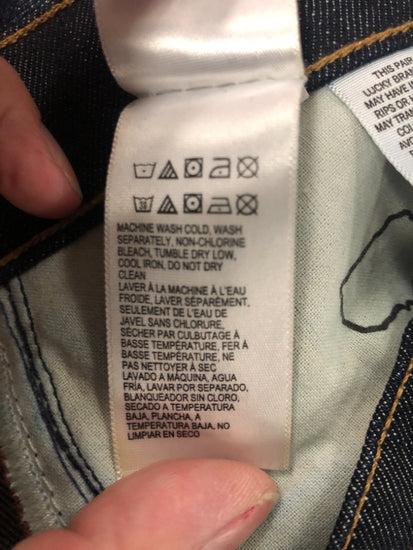 THIS PAIR
LUCKY BRA
MAY HAVE
RIPS OR
MAY TRAN
MACHINE WASH COLD, WASH
SEPARATELY, NON-CHLORINE
BLEACH, TUMBLE DRY LOW,
COOL IRON, DO NOT DRY
CLEAN
LAVER À LA MACHINE À L'EAU
FROIDE, LAVER SÉPARÉMENT,
SEULEMENT DE L'EAU DE
JAVEL SANS CHLORURE,
SÉCHER PAR CULBUTAGE À
BASSE TEMPÉRATURE, FER À
BASSE TEMPÉRATURE, NE
PAS NETTOYER À SEC
LAVADO A MÁQUINA, AGUA
FRÍA, LAVAR POR SEPARADO,
BLANQUEADOR SIN CLORO,
SECADO A TEMPERATURA
BAJA, PLANCHA, A
TEMPERATURA BAJA, NO
LIMPIAR EN SECO